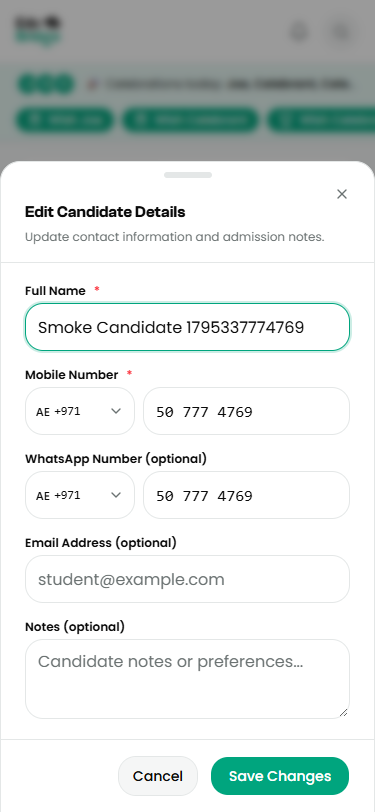 Edit Candidate Details
Update contact information and admission notes.
Full Name *
Smoke Candidate 1795337774769
Mobile Number *
AE +971 50 777 4769
WhatsApp Number (optional)
AE +971 50 777 4769
Email Address (optional)
student@example.com
Notes (optional)
Candidate notes or preferences...
Cancel Save Changes